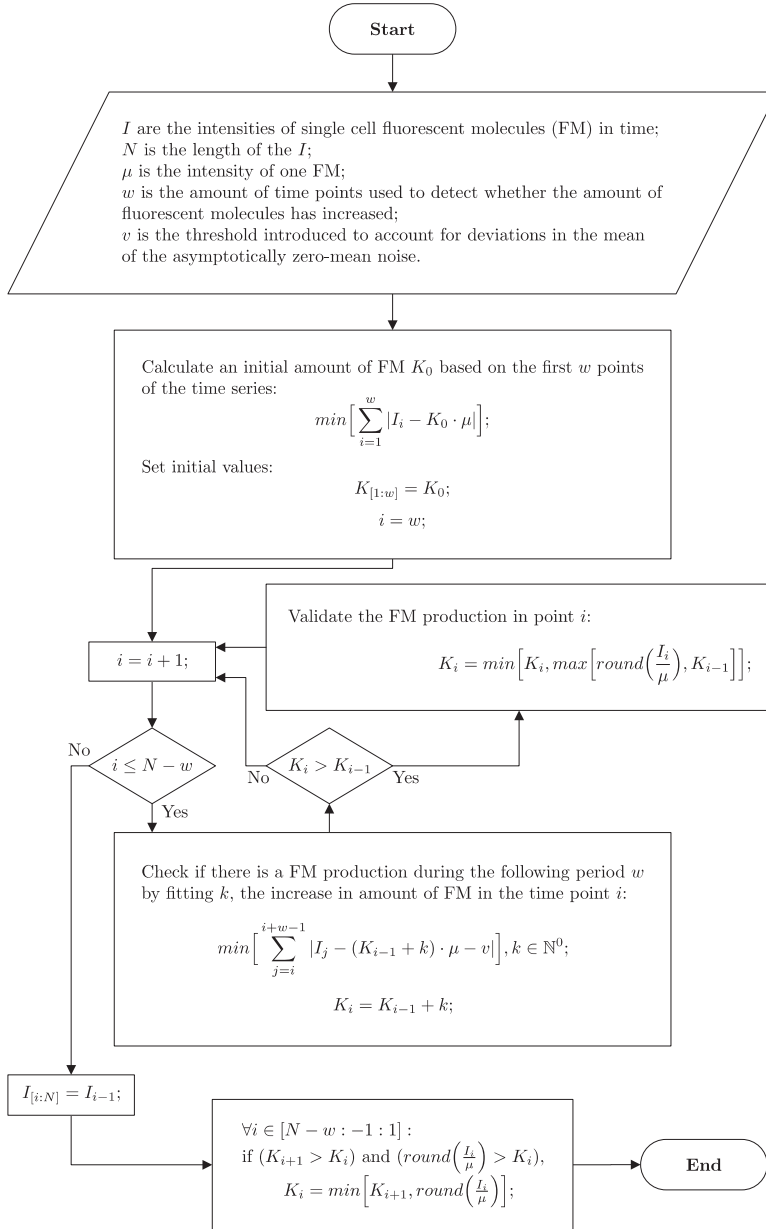 Start
I are the intensities of single cell fluorescent molecules (FM) in time;
N is the length of the I;
μ is the intensity of one FM;
w is the amount of time points used to detect whether the amount of
fluorescent molecules has increased;
v is the threshold introduced to account for deviations in the mean
of the asymptotically zero-mean noise.
Calculate an initial amount of FM K_0 based on the first w points
of the time series:
min[∑_{i=1}^{w} |I_i − K_0 · μ|];
Set initial values:
K_{[1:w]} = K_0;
i = w;
Validate the FM production in point i:
K_i = min[K_i, max[round(I_i/μ), K_{i−1}]];
i = i + 1;
No
i ≤ N − w
Yes
No
K_i > K_{i−1}
Yes
Check if there is a FM production during the following period w
by fitting k, the increase in amount of FM in the time point i:
min[∑_{j=i}^{i+w−1} |I_j − (K_{i−1} + k) · μ − v|], k ∈ ℕ^0;
K_i = K_{i−1} + k;
I_{[i:N]} = I_{i−1};
∀i ∈ [N − w : −1 : 1] :
if (K_{i+1} > K_i) and (round(I_i/μ) > K_i),
K_i = min[K_{i+1}, round(I_i/μ)];
End